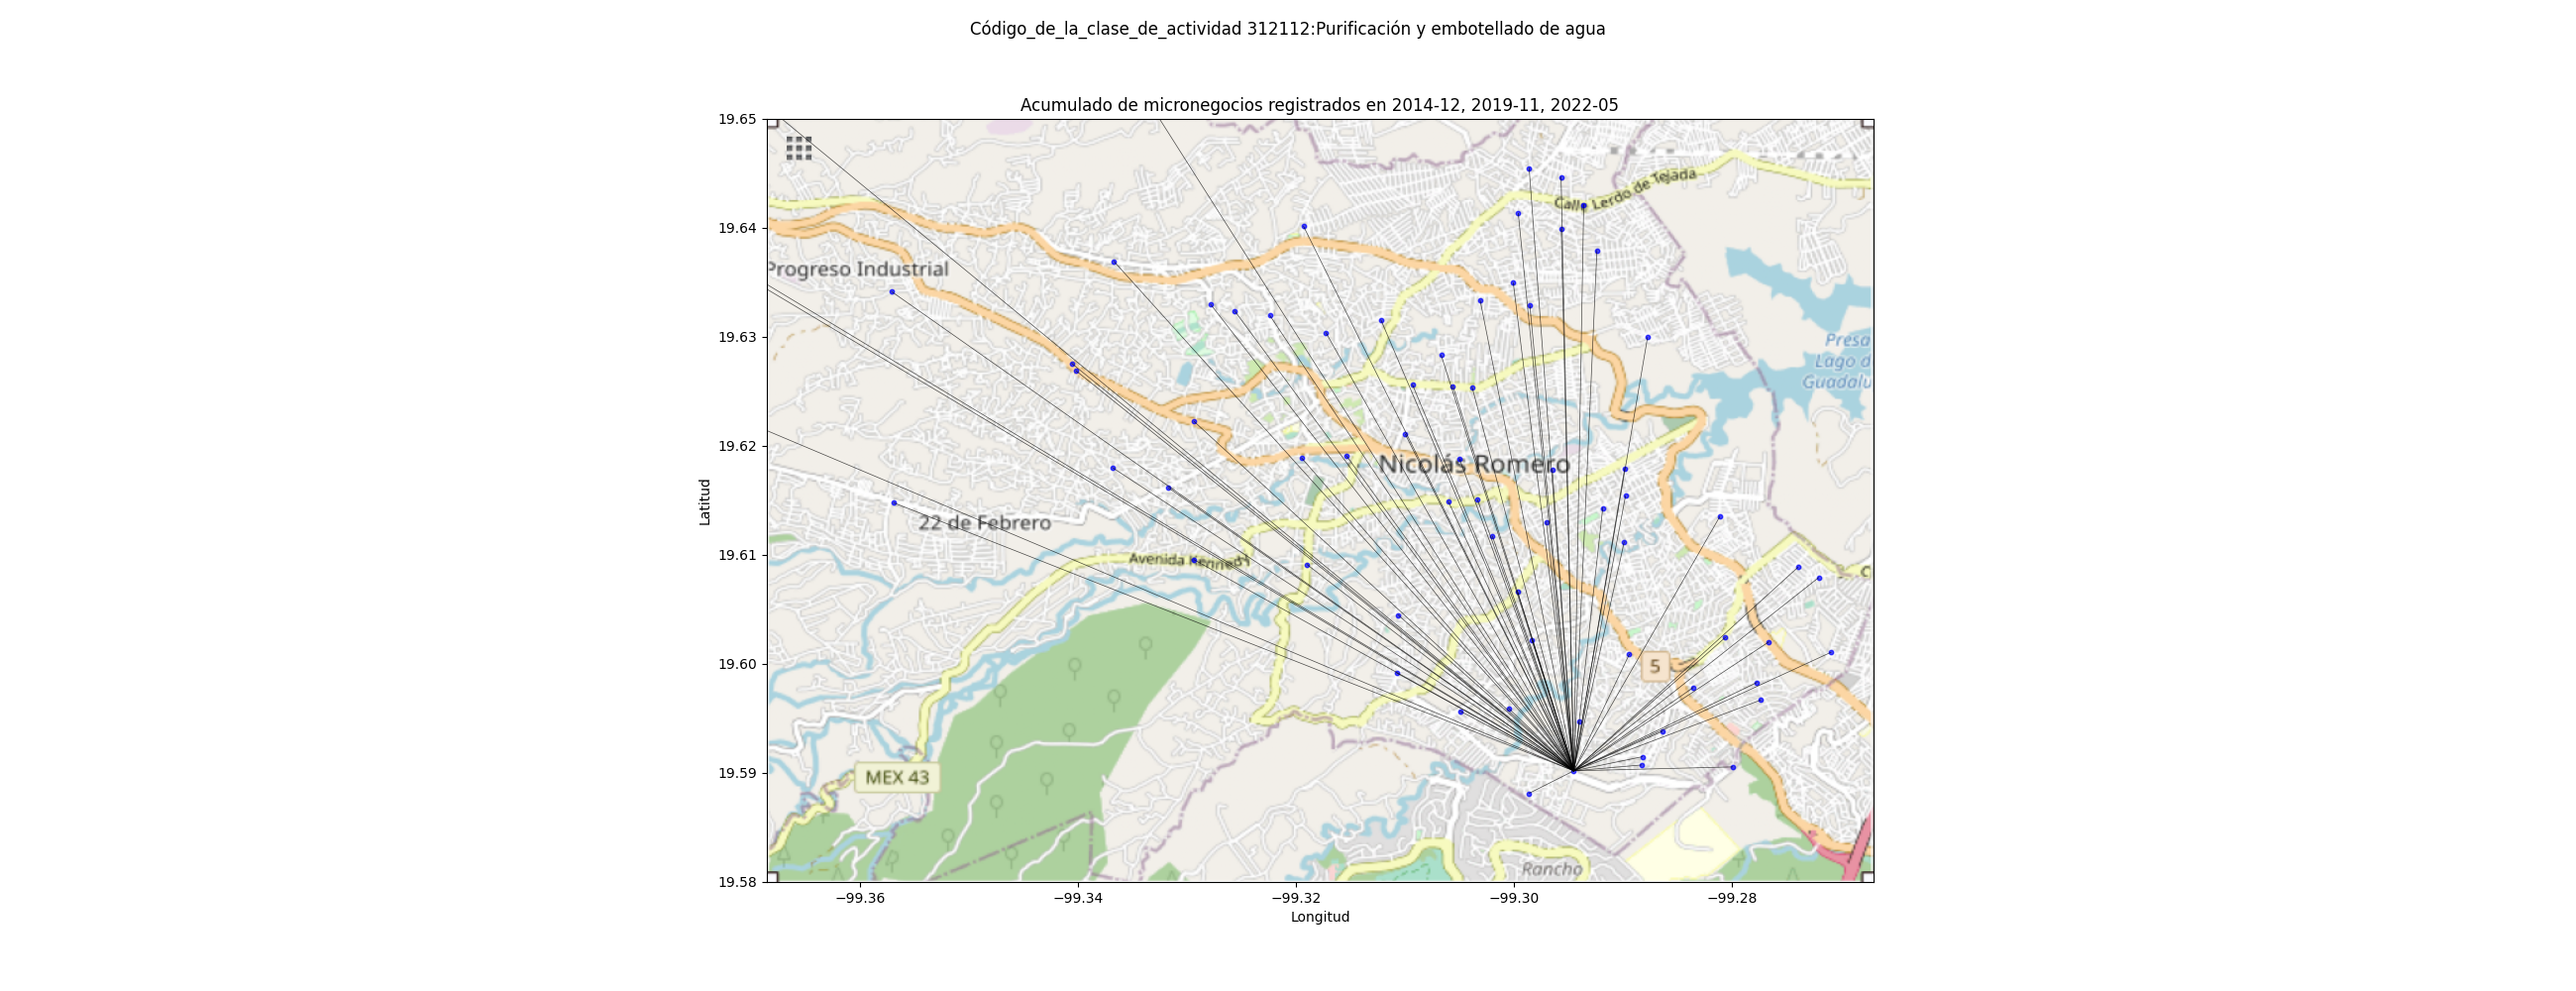 Código_de_la_clase_de_actividad 312112:Purificación y embotellado de agua
Acumulado de micronegocios registrados en 2014-12, 2019-11, 2022-05
19.65
Calle Lerdo de Tejada
19.64
Progreso Industrial
19.63
Presa
Lago d
Guadalu
19.62
Nicolás Romero
Latitud
22 de Febrero
19.61
Avenida Kennedy
C
19.60
5
19.59
MEX 43
Rancho
19.58
−99.36 −99.34 −99.32 −99.30 −99.28
Longitud